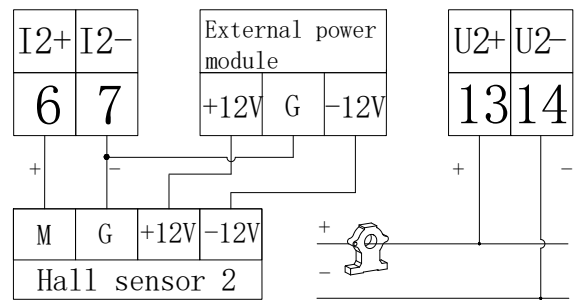 I2+ I2-
6 7
External power
module
+12V G -12V
U2+ U2-
13 14
+ -
+ -
M G +12V -12V
Hall sensor 2
+
-